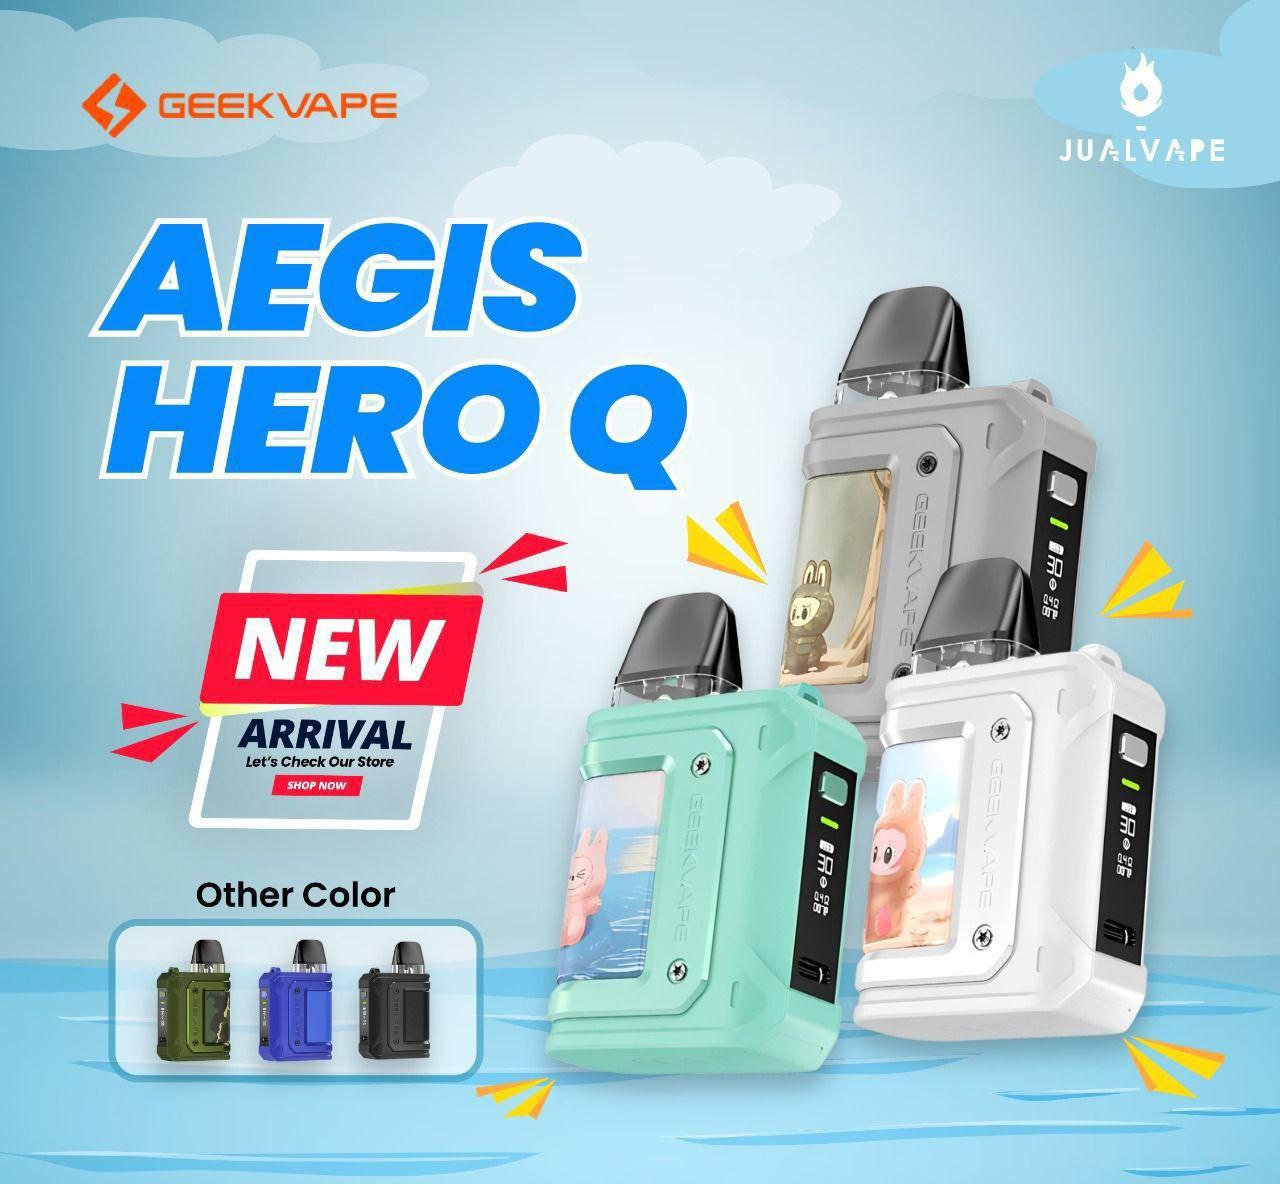 GEEKVAPE
JUALVAPE
AEGIS
HERO Q
NEW
ARRIVAL
Let's Check Our Store
SHOP NOW
Other Color
GEEKVAPE
GEEKVAPE
GEEKVAPE